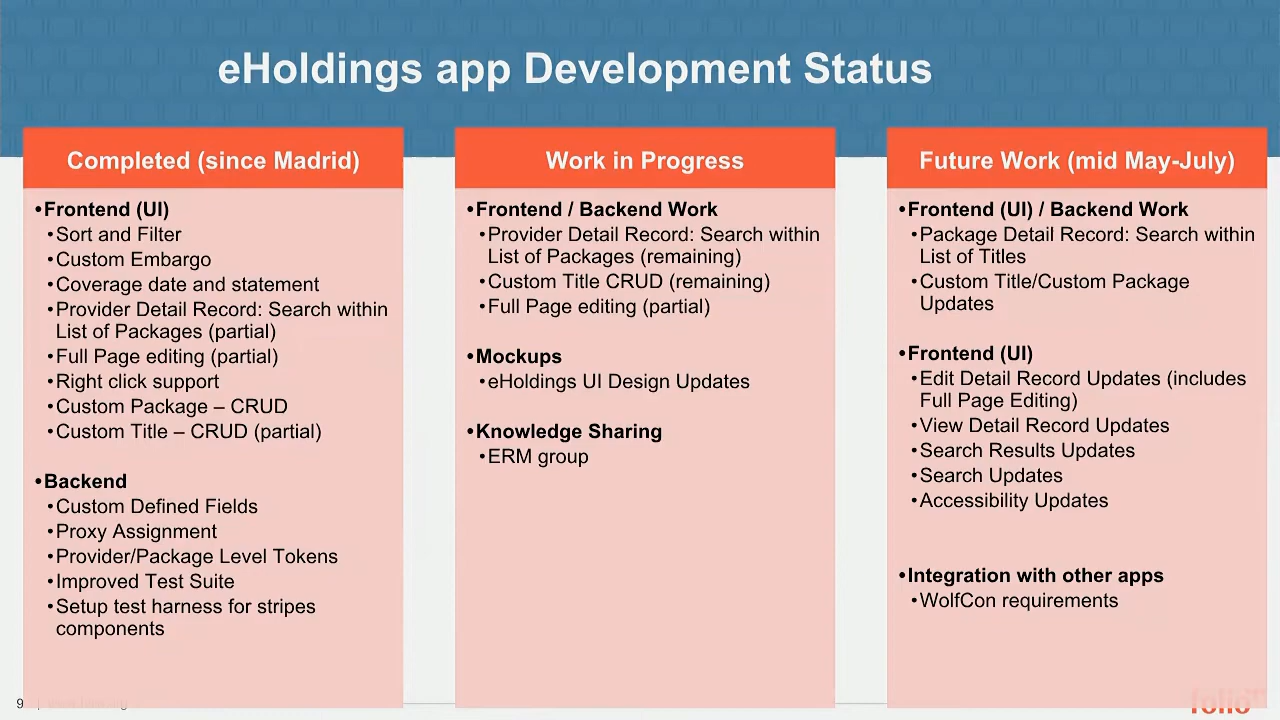 eHoldings app Development Status
Completed (since Madrid)
•Frontend (UI)
•Sort and Filter
•Custom Embargo
•Coverage date and statement
•Provider Detail Record: Search within
List of Packages (partial)
•Full Page editing (partial)
•Right click support
•Custom Package – CRUD
•Custom Title – CRUD (partial)
•Backend
•Custom Defined Fields
•Proxy Assignment
•Provider/Package Level Tokens
•Improved Test Suite
•Setup test harness for stripes
components
Work in Progress
•Frontend / Backend Work
•Provider Detail Record: Search within
List of Packages (remaining)
•Custom Title CRUD (remaining)
•Full Page editing (partial)
•Mockups
•eHoldings UI Design Updates
•Knowledge Sharing
•ERM group
Future Work (mid May-July)
•Frontend (UI) / Backend Work
•Package Detail Record: Search within
List of Titles
•Custom Title/Custom Package
Updates
•Frontend (UI)
•Edit Detail Record Updates (includes
Full Page Editing)
•View Detail Record Updates
•Search Results Updates
•Search Updates
•Accessibility Updates
•Integration with other apps
•WolfCon requirements
9
folio